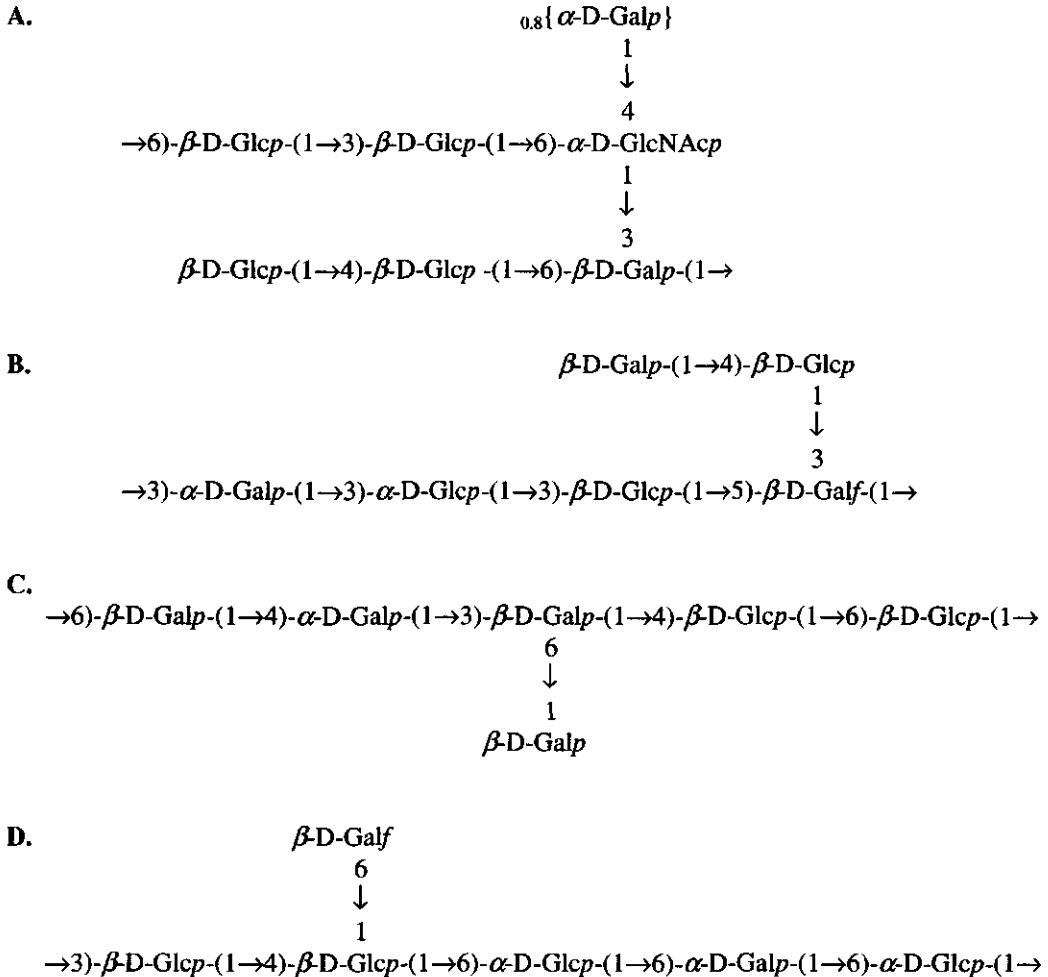 A.
0.8{α-D-Galp}
1
↓
4
→6)-β-D-Glcp-(1→3)-β-D-Glcp-(1→6)-α-D-GlcNAcp
1
↓
3
β-D-Glcp-(1→4)-β-D-Glcp -(1→6)-β-D-Galp-(1→
B.
β-D-Galp-(1→4)-β-D-Glcp
1
↓
3
→3)-α-D-Galp-(1→3)-α-D-Glcp-(1→3)-β-D-Glcp-(1→5)-β-D-Galf-(1→
C.
→6)-β-D-Galp-(1→4)-α-D-Galp-(1→3)-β-D-Galp-(1→4)-β-D-Glcp-(1→6)-β-D-Glcp-(1→
6
↓
1
β-D-Galp
D.
β-D-Galf
6
↓
1
→3)-β-D-Glcp-(1→4)-β-D-Glcp-(1→6)-α-D-Glcp-(1→6)-α-D-Galp-(1→6)-α-D-Glcp-(1→